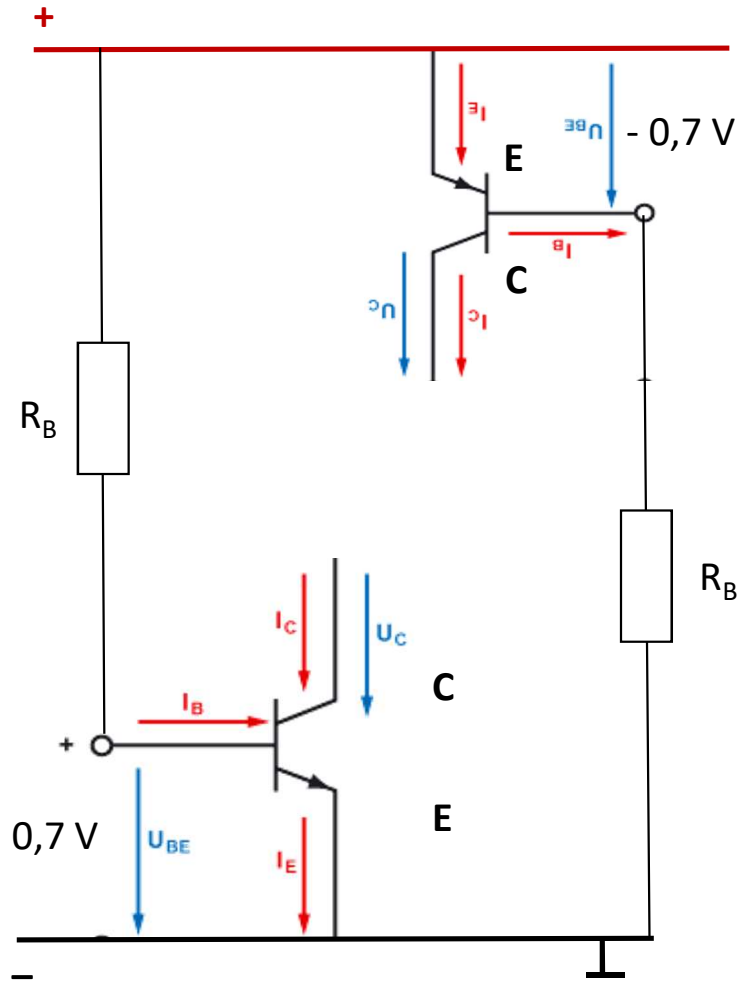 +
I_E
U_BE
- 0,7 V
E
I_B
C
U_C
I_C
R_B
R_B
I_C
U_C
C
I_B
+
E
0,7 V
U_BE
I_E
–